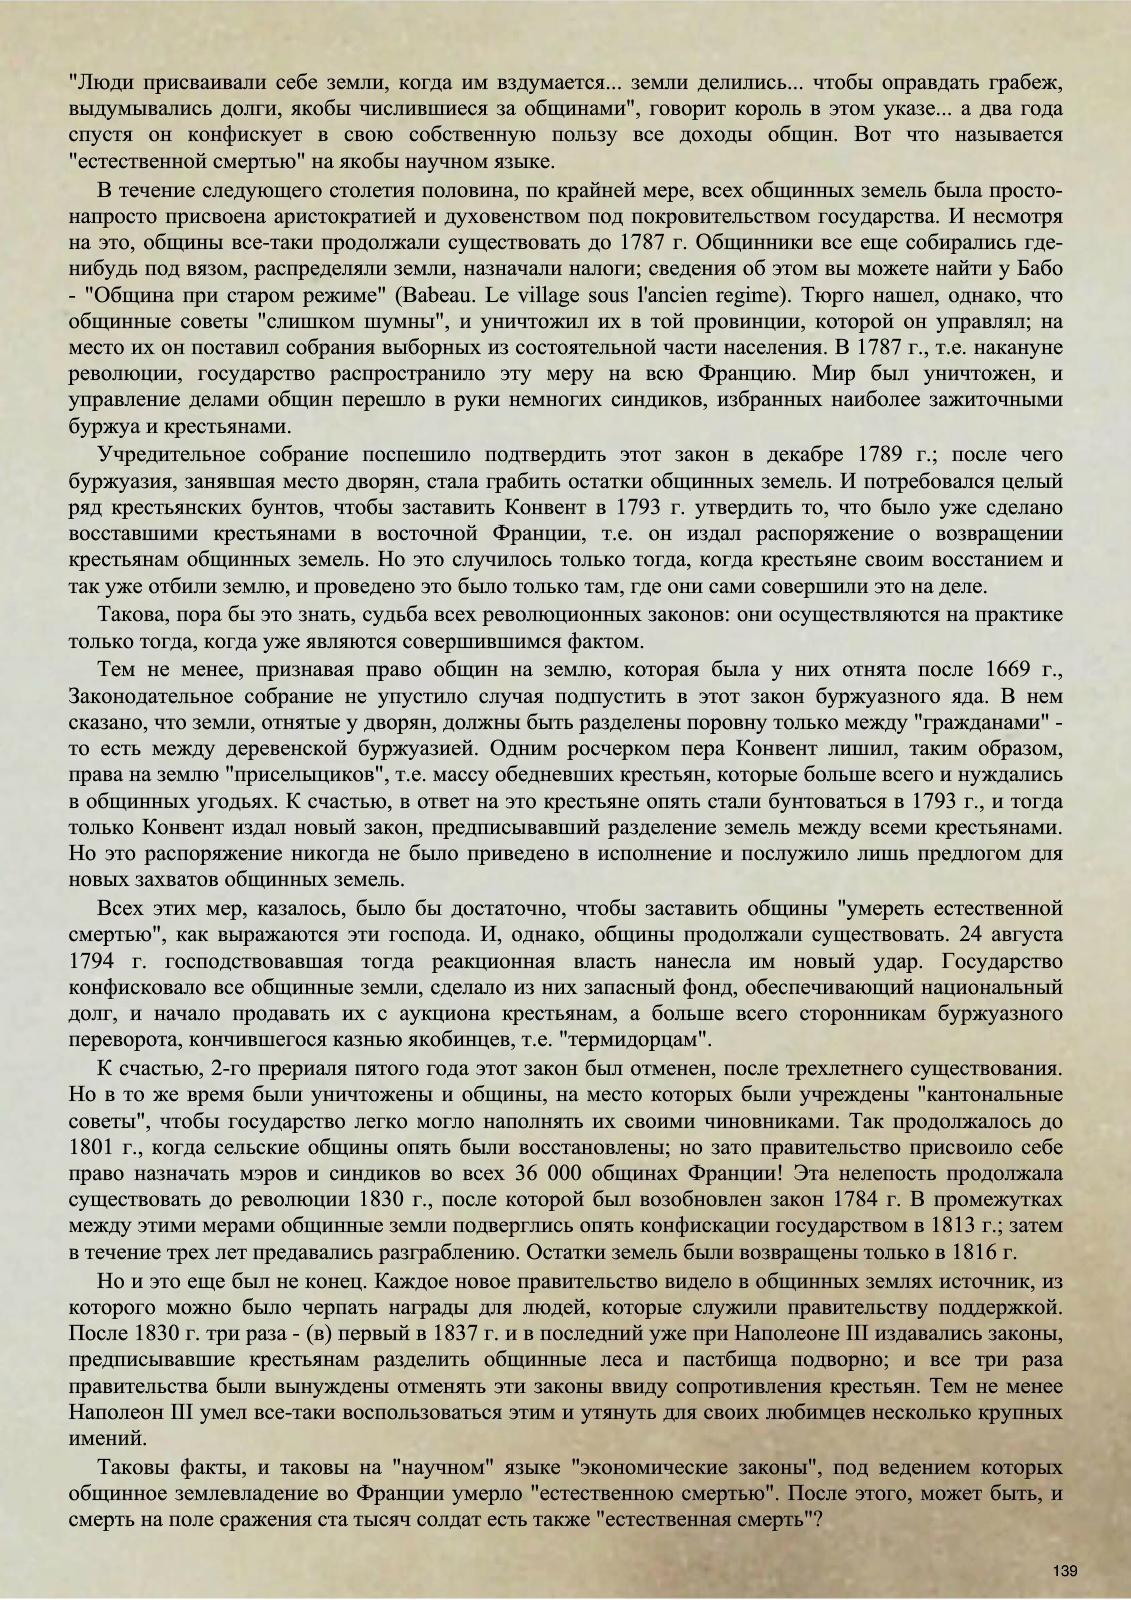 "Люди присваивали себе земли, когда им вздумается... земли делились... чтобы оправдать грабеж,
выдумывались долги, якобы числившиеся за общинами", говорит король в этом указе... а два года
спустя он конфискует в свою собственную пользу все доходы общин. Вот что называется
"естественной смертью" на якобы научном языке.
В течение следующего столетия половина, по крайней мере, всех общинных земель была просто-
напросто присвоена аристократией и духовенством под покровительством государства. И несмотря
на это, общины все-таки продолжали существовать до 1787 г. Общинники все еще собирались где-
нибудь под вязом, распределяли земли, назначали налоги; сведения об этом вы можете найти у Бабо
- "Община при старом режиме" (Babeau. Le village sous l'ancien regime). Тюрго нашел, однако, что
общинные советы "слишком шумны", и уничтожил их в той провинции, которой он управлял; на
место их он поставил собрания выборных из состоятельной части населения. В 1787 г., т.е. накануне
революции, государство распространило эту меру на всю Францию. Мир был уничтожен, и
управление делами общин перешло в руки немногих синдиков, избранных наиболее зажиточными
буржуа и крестьянами.
Учредительное собрание поспешило подтвердить этот закон в декабре 1789 г.; после чего
буржуазия, занявшая место дворян, стала грабить остатки общинных земель. И потребовался целый
ряд крестьянских бунтов, чтобы заставить Конвент в 1793 г. утвердить то, что было уже сделано
восставшими крестьянами в восточной Франции, т.е. он издал распоряжение о возвращении
крестьянам общинных земель. Но это случилось только тогда, когда крестьяне своим восстанием и
так уже отбили землю, и проведено это было только там, где они сами совершили это на деле.
Такова, пора бы это знать, судьба всех революционных законов: они осуществляются на практике
только тогда, когда уже являются совершившимся фактом.
Тем не менее, признавая право общин на землю, которая была у них отнята после 1669 г.,
Законодательное собрание не упустило случая подпустить в этот закон буржуазного яда. В нем
сказано, что земли, отнятые у дворян, должны быть разделены поровну только между "гражданами" -
то есть между деревенской буржуазией. Одним росчерком пера Конвент лишил, таким образом,
права на землю "присельщиков", т.е. массу обедневших крестьян, которые больше всего и нуждались
в общинных угодьях. К счастью, в ответ на это крестьяне опять стали бунтоваться в 1793 г., и тогда
только Конвент издал новый закон, предписывавший разделение земель между всеми крестьянами.
Но это распоряжение никогда не было приведено в исполнение и послужило лишь предлогом для
новых захватов общинных земель.
Всех этих мер, казалось, было бы достаточно, чтобы заставить общины "умереть естественной
смертью", как выражаются эти господа. И, однако, общины продолжали существовать. 24 августа
1794 г. господствовавшая тогда реакционная власть нанесла им новый удар. Государство
конфисковало все общинные земли, сделало из них запасный фонд, обеспечивающий национальный
долг, и начало продавать их с аукциона крестьянам, а больше всего сторонникам буржуазного
переворота, кончившегося казнью якобинцев, т.е. "термидорцам".
К счастью, 2-го прериаля пятого года этот закон был отменен, после трехлетнего существования.
Но в то же время были уничтожены и общины, на место которых были учреждены "кантональные
советы", чтобы государство легко могло наполнять их своими чиновниками. Так продолжалось до
1801 г., когда сельские общины опять были восстановлены; но зато правительство присвоило себе
право назначать мэров и синдиков во всех 36 000 общинах Франции! Эта нелепость продолжала
существовать до революции 1830 г., после которой был возобновлен закон 1784 г. В промежутках
между этими мерами общинные земли подверглись опять конфискации государством в 1813 г.; затем
в течение трех лет предавались разграблению. Остатки земель были возвращены только в 1816 г.
Но и это еще был не конец. Каждое новое правительство видело в общинных землях источник, из
которого можно было черпать награды для людей, которые служили правительству поддержкой.
После 1830 г. три раза - (в) первый в 1837 г. и в последний уже при Наполеоне III издавались законы,
предписывавшие крестьянам разделить общинные леса и пастбища подворно; и все три раза
правительства были вынуждены отменять эти законы ввиду сопротивления крестьян. Тем не менее
Наполеон III умел все-таки воспользоваться этим и утянуть для своих любимцев несколько крупных
имений.
Таковы факты, и таковы на "научном" языке "экономические законы", под ведением которых
общинное землевладение во Франции умерло "естественною смертью". После этого, может быть, и
смерть на поле сражения ста тысяч солдат есть также "естественная смерть"?
139